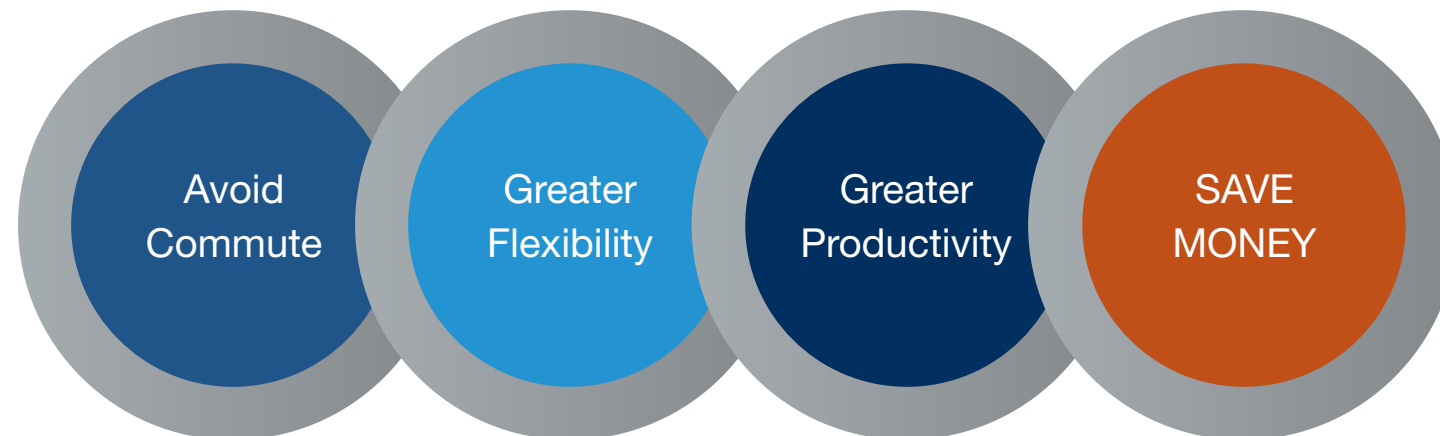 Avoid
Commute
Greater
Flexibility
Greater
Productivity
SAVE
MONEY